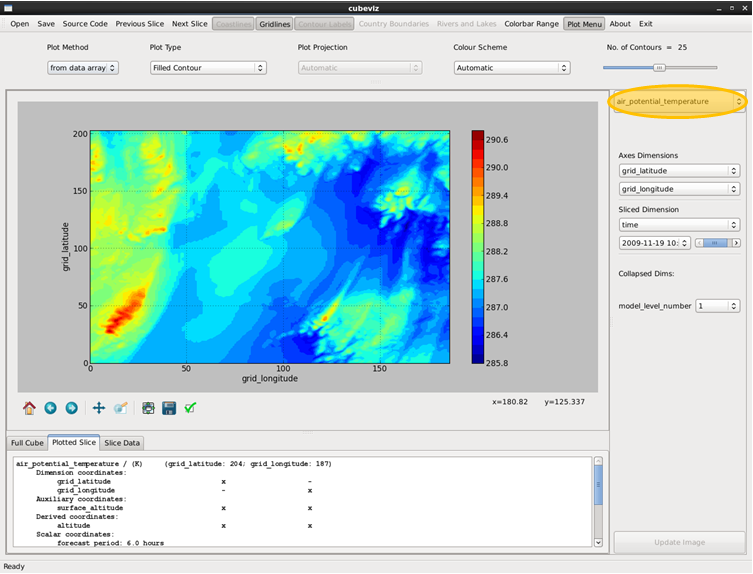 cubeviz
Open Save Source Code Previous Slice Next Slice Coastlines Gridlines Contour Labels Country Boundaries Rivers and Lakes Colorbar Range Plot Menu About Exit
Plot Method Plot Type Plot Projection Colour Scheme No. of Contours = 25
from data array Filled Contour Automatic Automatic
air_potential_temperature
Axes Dimensions
grid_latitude
grid_longitude
Sliced Dimension
time
2009-11-19 10:
Collapsed Dims:
model_level_number 1
Update Image
200
150
100
50
0
grid_latitude
0 50 100 150
grid_longitude
290.6
290.0
289.4
288.8
288.2
287.6
287.0
286.4
285.8
x=180.82 y=125.337
Full Cube Plotted Slice Slice Data
air_potential_temperature / (K) (grid_latitude: 204; grid_longitude: 187)
Dimension coordinates:
grid_latitude x -
grid_longitude - x
Auxiliary coordinates:
surface_altitude x x
Derived coordinates:
altitude x x
Scalar coordinates:
forecast period: 6.0 hours
Ready